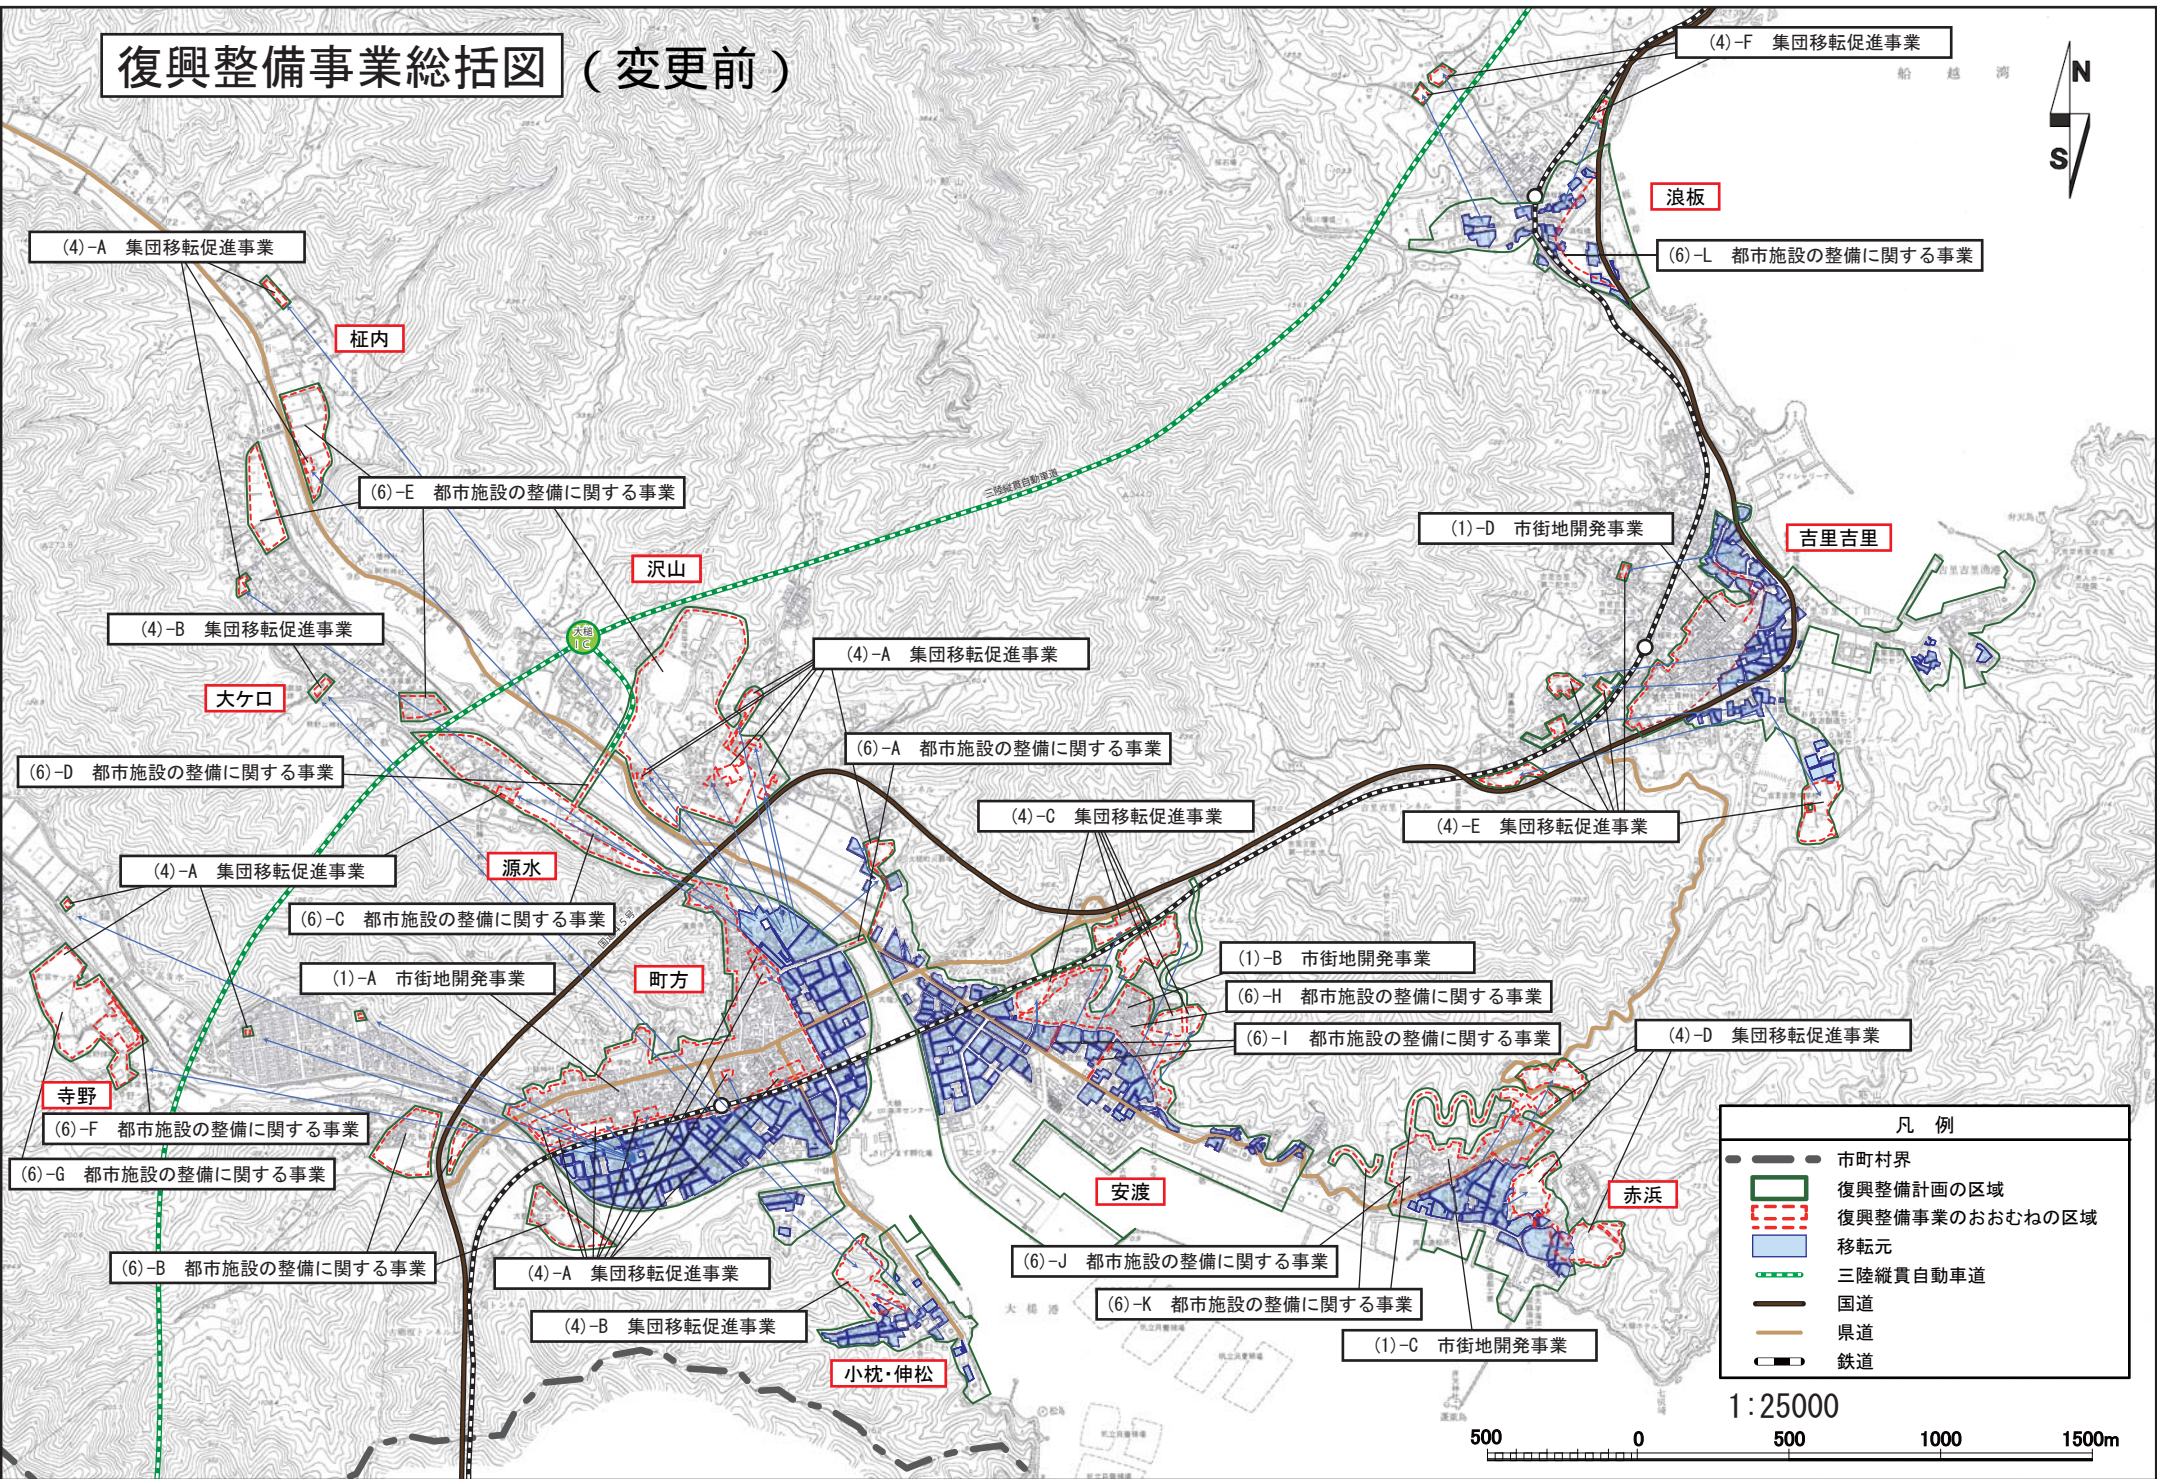 復興整備事業総括図 (変更前)
(4)-F 集団移転促進事業
船越湾
N
S
浪板
(6)-L 都市施設の整備に関する事業
(4)-A 集団移転促進事業
柾内
(6)-E 都市施設の整備に関する事業
三陸縦貫自動車道
(1)-D 市街地開発事業
吉里吉里
沢山
(4)-B 集団移転促進事業
大槌
IC
(4)-A 集団移転促進事業
大ケロ
(6)-A 都市施設の整備に関する事業
(6)-D 都市施設の整備に関する事業
(4)-C 集団移転促進事業
(4)-E 集団移転促進事業
(4)-A 集団移転促進事業
源水
(6)-C 都市施設の整備に関する事業
国道45号
(1)-A 市街地開発事業
町方
(1)-B 市街地開発事業
(6)-H 都市施設の整備に関する事業
(6)-I 都市施設の整備に関する事業
(4)-D 集団移転促進事業
寺野
(6)-F 都市施設の整備に関する事業
(6)-G 都市施設の整備に関する事業
安渡
赤浜
(6)-B 都市施設の整備に関する事業
(4)-A 集団移転促進事業
(6)-J 都市施設の整備に関する事業
(6)-K 都市施設の整備に関する事業
大槌港
(4)-B 集団移転促進事業
(1)-C 市街地開発事業
小枕・伸松
凡例
市町村界
復興整備計画の区域
復興整備事業のおおむねの区域
移転元
三陸縦貫自動車道
国道
県道
鉄道
1:25000
500 0 500 1000 1500m